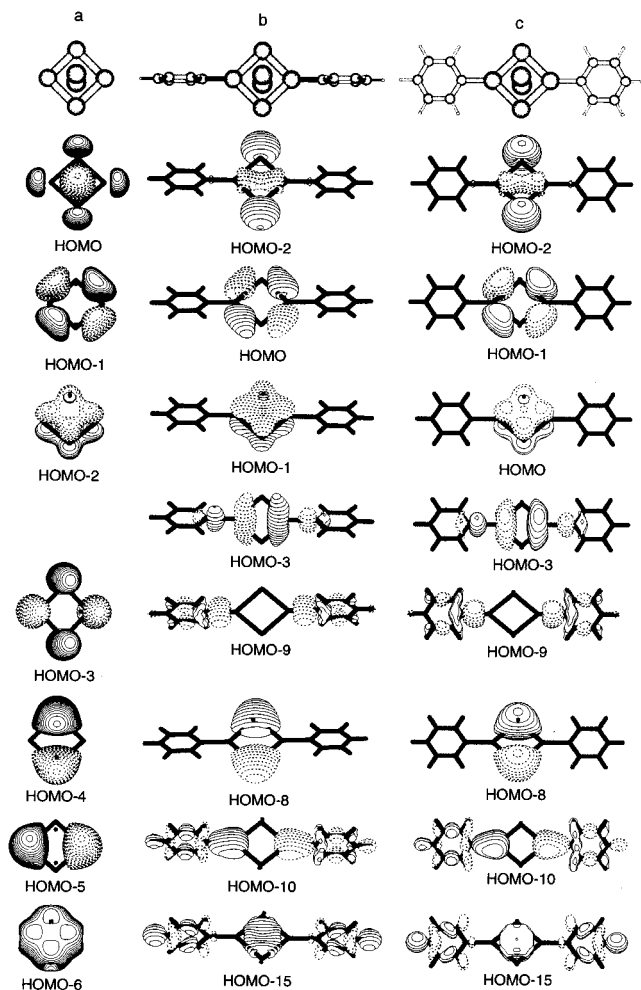 a b c
HOMO HOMO-2 HOMO-2
HOMO-1 HOMO HOMO-1
HOMO-2 HOMO-1 HOMO
HOMO-3 HOMO-3
HOMO-3 HOMO-9 HOMO-9
HOMO-4 HOMO-8 HOMO-8
HOMO-5 HOMO-10 HOMO-10
HOMO-6 HOMO-15 HOMO-15